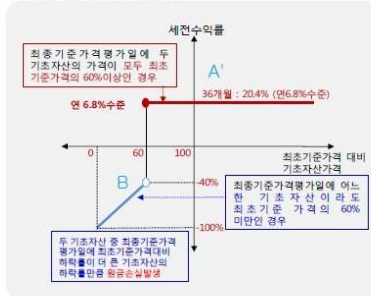 세전수익률
최종기준가격평가일에 두
기초자산의 가격이 모두 최초
기준가격의 60%이상인 경우
A'
36개월 : 20.4% (연6.8%수준)
연 6.8%수준
0
60
100
최초기준가격 대비
기초자산가격
B
-40%
최종기준가격평가일에 어느
한 기초자산이라도
최초기준 가격의 60%
미만인 경우
-100%
두 기초자산 중 최종기준가격
평가일에 최초기준가격대비
하락률이 더 큰 기초자산의
하락률만큼 원금손실발생